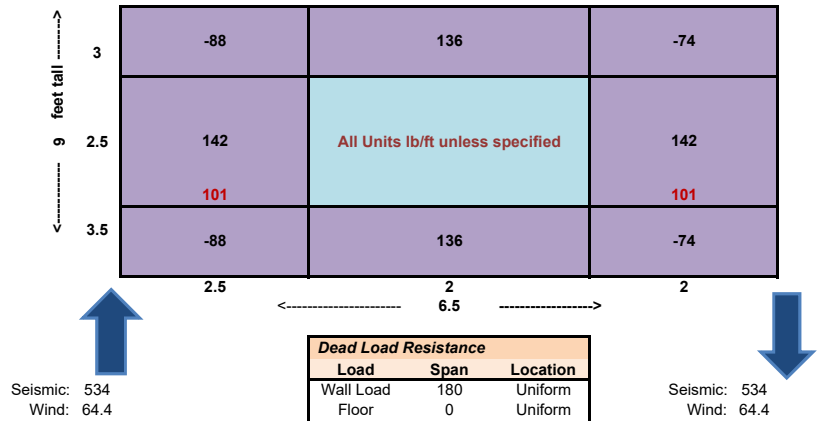 -88 136 -74
3
<---------- 9 feet tall ------->
2.5 142 All Units lb/ft unless specified 142
101 101
3.5
-88 136 -74
2.5 2 2
<---------------------- 6.5 ----------------->
Dead Load Resistance
Load Span Location
Seismic: 534 Wall Load 180 Uniform Seismic: 534
Wind: 64.4 Floor 0 Uniform Wind: 64.4